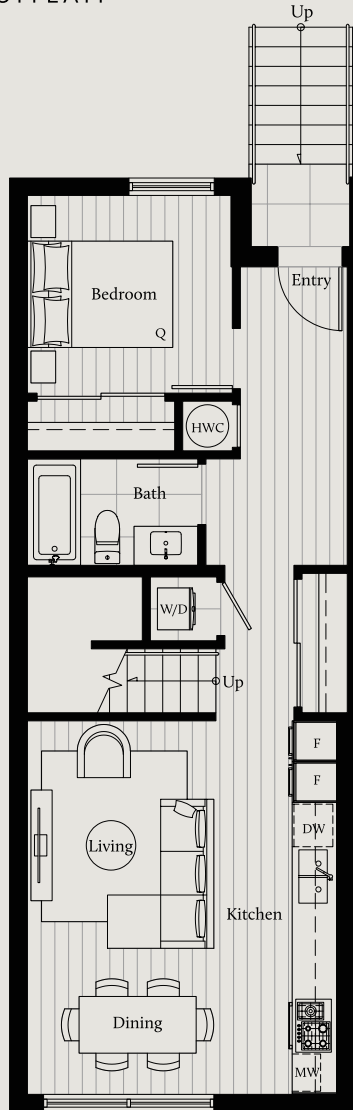 Up
Entry
Bedroom
Q
HWC
Bath
W/D
Up
F
F
DW
Living
Kitchen
Dining
MW